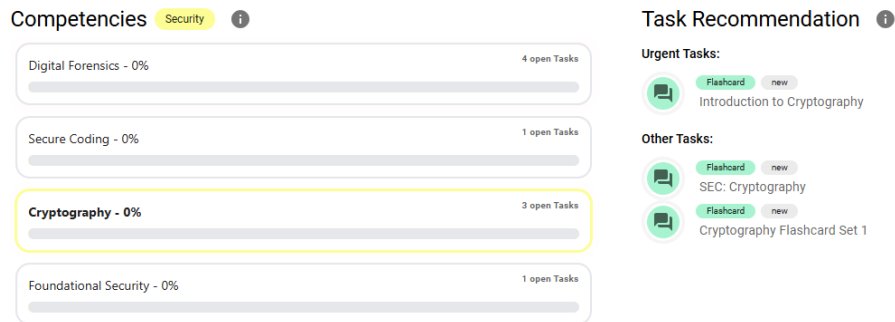 Competencies Security
Digital Forensics - 0%
4 open Tasks
Secure Coding - 0%
1 open Tasks
Cryptography - 0%
3 open Tasks
Foundational Security - 0%
1 open Tasks
Task Recommendation
Urgent Tasks:
Flashcard new
Introduction to Cryptography
Other Tasks:
Flashcard new
SEC: Cryptography
Flashcard new
Cryptography Flashcard Set 1